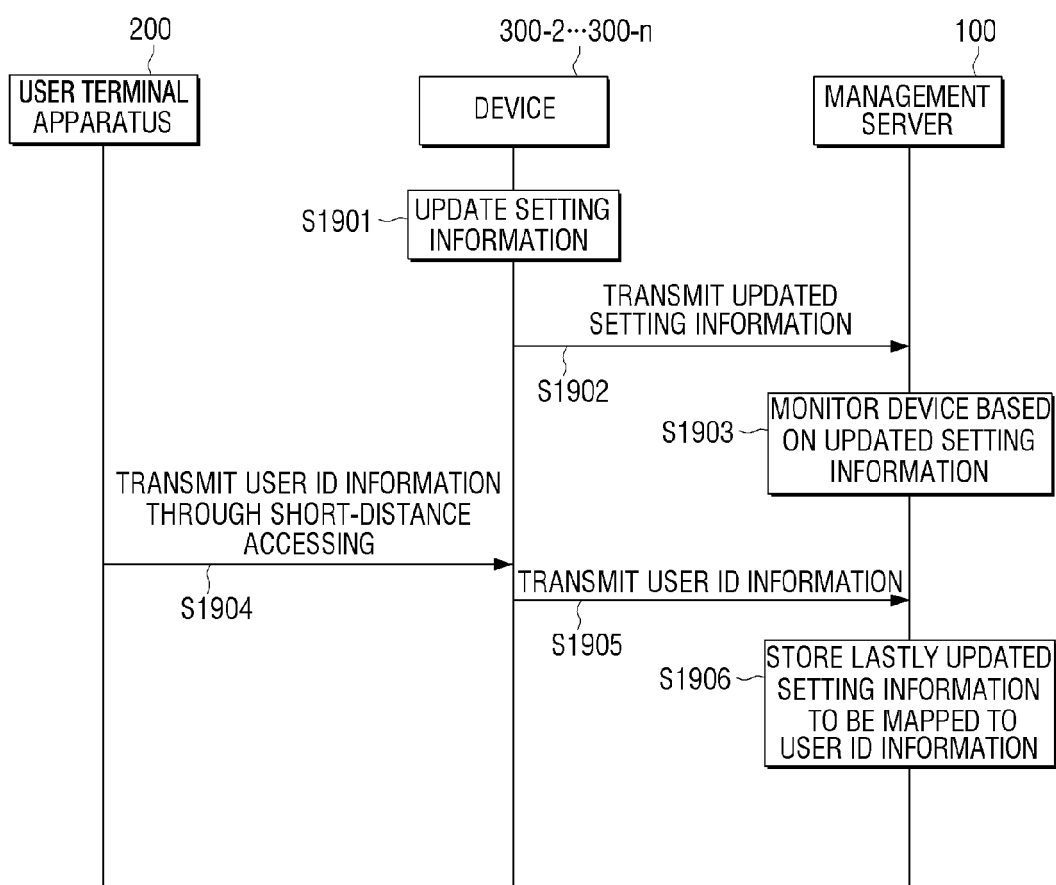 200
300-2···300-n
100
USER TERMINAL
APPARATUS
DEVICE
MANAGEMENT
SERVER
S1901
UPDATE SETTING
INFORMATION
TRANSMIT UPDATED
SETTING INFORMATION
S1902
S1903
MONITOR DEVICE BASED
ON UPDATED SETTING
INFORMATION
TRANSMIT USER ID INFORMATION
THROUGH SHORT-DISTANCE
ACCESSING
S1904
TRANSMIT USER ID INFORMATION
S1905
S1906
STORE LASTLY UPDATED
SETTING INFORMATION
TO BE MAPPED TO
USER ID INFORMATION